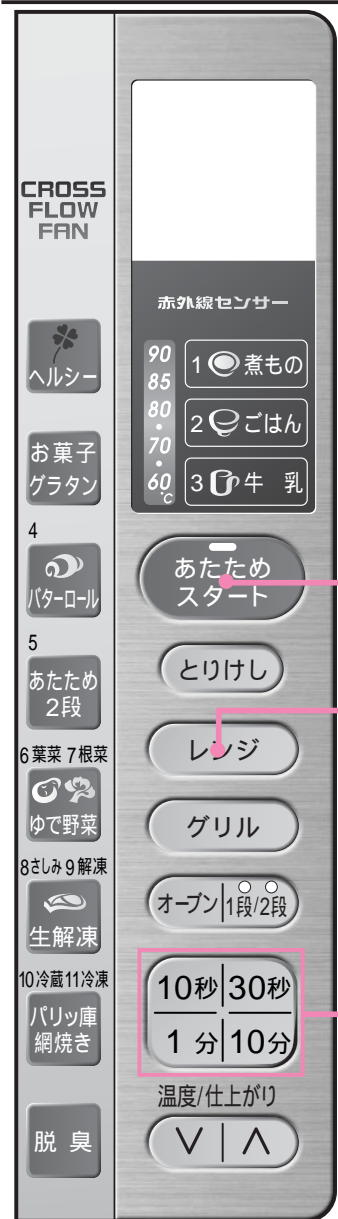 CROSS
FLOW
FAN
ヘルシー
お菓子
グラタン
4
バターロール
5
あたため
2段
6葉菜 7根菜
ゆで野菜
8さしみ9解凍
生解凍
10冷蔵11冷凍
パリッ庫
網焼き
脱 臭
赤外線センサー
90
85
80
70
60
℃
1 煮もの
2 ごはん
3 牛 乳
あたため
スタート
とりけし
レンジ
グリル
オーブン 1段/2段
10秒 30秒
1 分 10分
温度/仕上がり